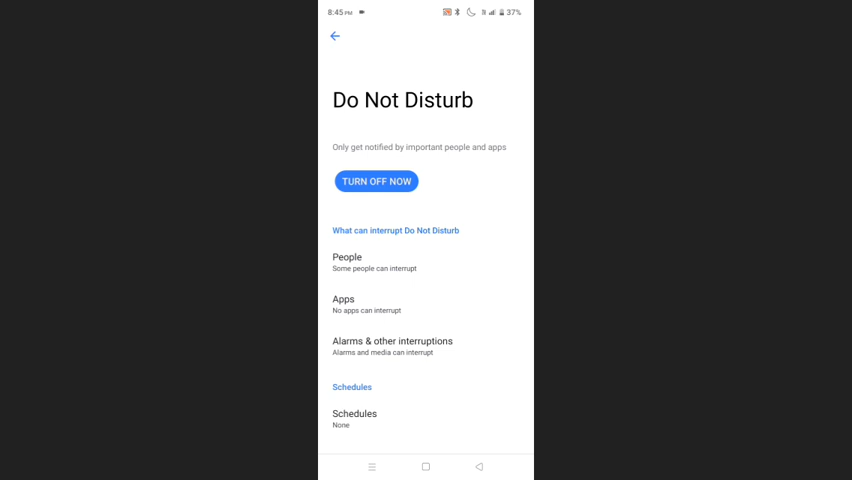 8:45 PM 37%
Do Not Disturb
Only get notified by important people and apps
TURN OFF NOW
What can interrupt Do Not Disturb
People
Some people can interrupt
Apps
No apps can interrupt
Alarms & other interruptions
Alarms and media can interrupt
Schedules
Schedules
None